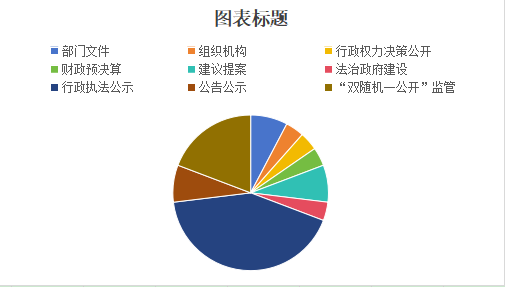 图表标题
部门文件 组织机构 行政权力决策公开
财政预决算 建议提案 法治政府建设
行政执法公示 公告公示 “双随机一公开”监管